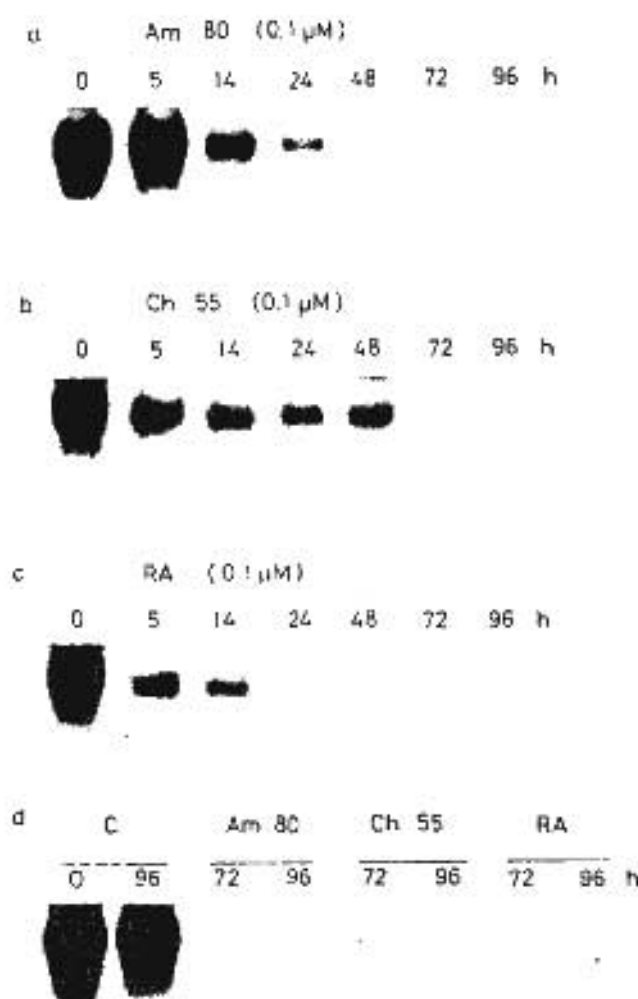 a Am 80 (0.1 µM)
0 5 14 24 48 72 96 h
b Ch 55 (0.1 µM)
0 5 14 24 48 72 96 h
c RA (0.1 µM)
0 5 14 24 48 72 96 h
d C Am 80 Ch 55 RA
0 96 72 96 72 96 72 96 h